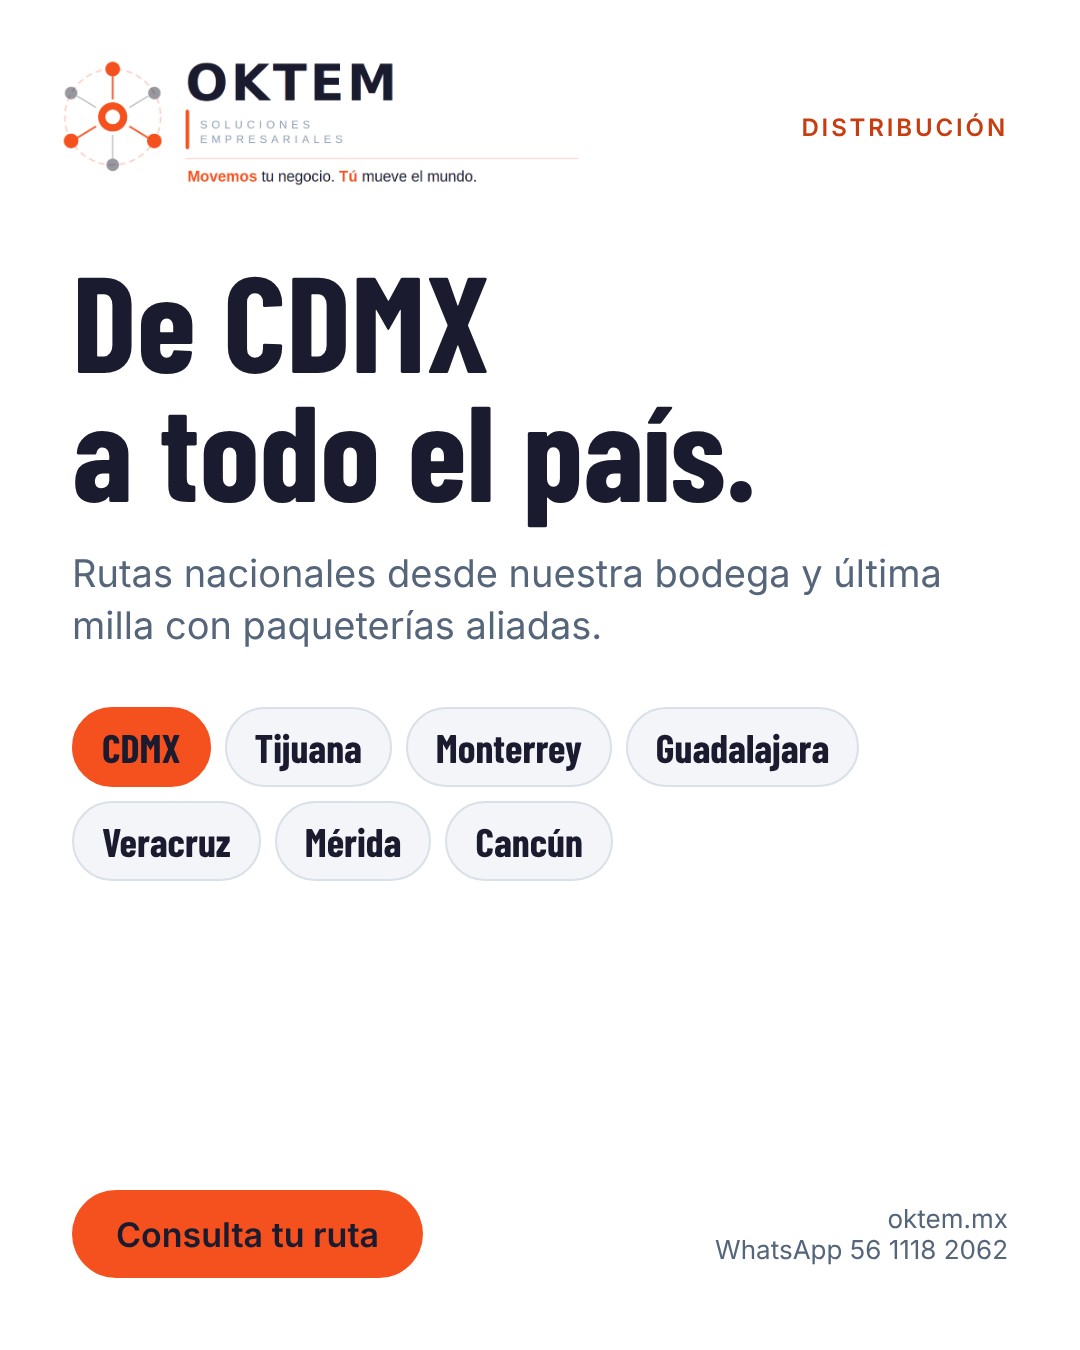 OKTEM
SOLUCIONES
EMPRESARIALES
Movemos tu negocio. Tú mueve el mundo.
DISTRIBUCIÓN
De CDMX
a todo el país.
Rutas nacionales desde nuestra bodega y última
milla con paqueterías aliadas.
CDMX Tijuana Monterrey Guadalajara
Veracruz Mérida Cancún
Consulta tu ruta
oktem.mx
WhatsApp 56 1118 2062